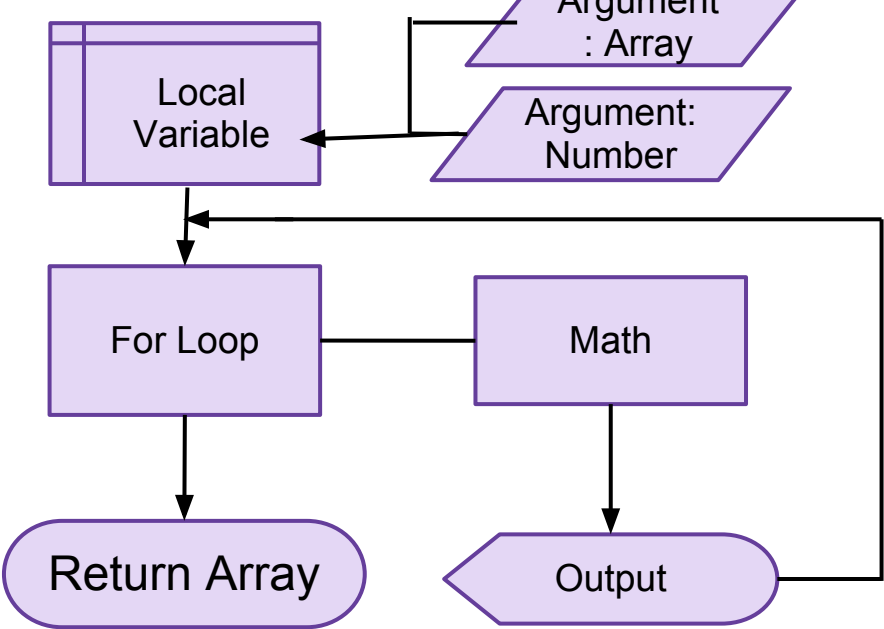 Argument
: Array
Local
Variable
Argument:
Number
For Loop
Math
Return Array
Output